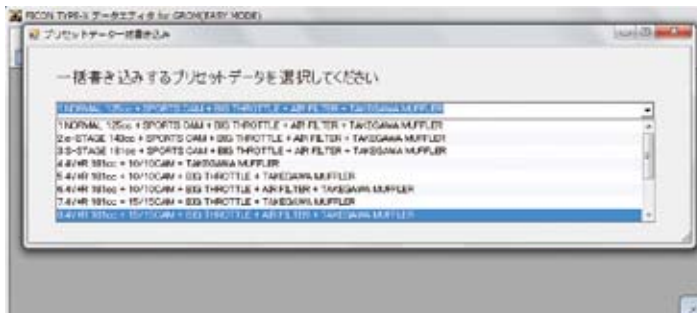 FICON TYPE-X データエディタ for GROM(EASY MODE)
プリセットデータ一括書き込み
一括書き込みするプリセットデータを選択してください
1.NORMAL 125cc + SPORTS CAM + BIG THROTTLE + AIR FILTER + TAKEGAWA MUFFLER
1.NORMAL 125cc + SPORTS CAM + BIG THROTTLE + AIR FILTER + TAKEGAWA MUFFLER
2.e-STAGE 143cc + SPORTS CAM + BIG THROTTLE + AIR FILTER + TAKEGAWA MUFFLER
3.S-STAGE 181cc + SPORTS CAM + BIG THROTTLE + AIR FILTER + TAKEGAWA MUFFLER
4.4V+R 181cc + 10/10CAM + TAKEGAWA MUFFLER
5.4V+R 181cc + 10/10CAM + BIG THROTTLE + TAKEGAWA MUFFLER
6.4V+R 181cc + 10/10CAM + BIG THROTTLE + AIR FILTER + TAKEGAWA MUFFLER
7.4V+R 181cc + 15/15CAM + BIG THROTTLE + TAKEGAWA MUFFLER
8.4V+R 181cc + 15/15CAM + BIG THROTTLE + AIR FILTER + TAKEGAWA MUFFLER